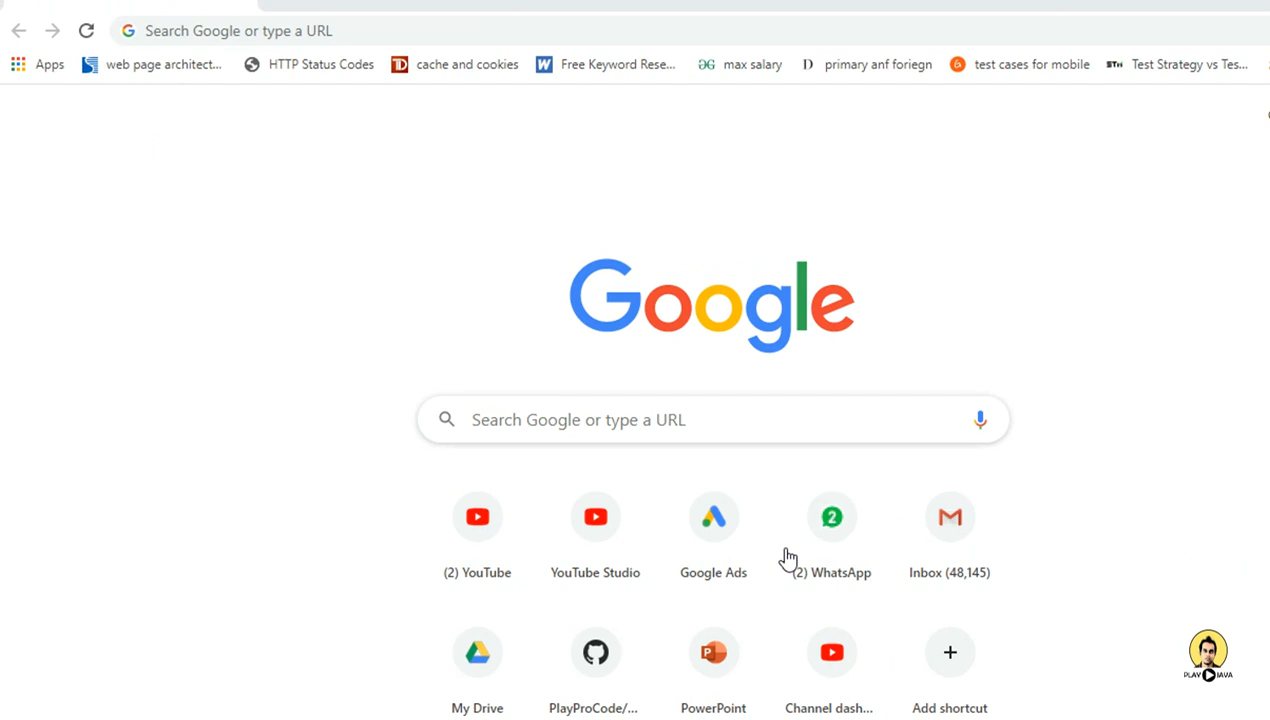 Search Google or type a URL
Apps web page architect... HTTP Status Codes cache and cookies Free Keyword Rese... max salary primary anf foriegn test cases for mobile Test Strategy vs Tes...
Google
Search Google or type a URL
(2) YouTube YouTube Studio Google Ads (2) WhatsApp Inbox (48,145)
My Drive PlayProCode/... PowerPoint Channel dash... Add shortcut
PLAY JAVA